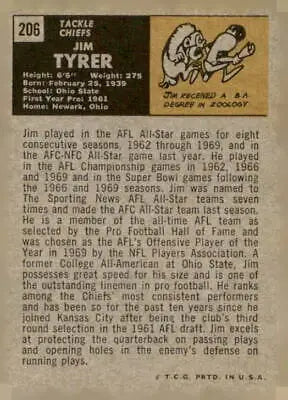 206
TACKLE
CHIEFS
JIM
TYRER
Height: 6'6" Weight: 275
Born: February 25, 1939
School: Ohio State
First Year Pro: 1961
Home: Newark, Ohio
JIM RECEIVED A B.A.
DEGREE IN ZOOLOGY
Jim played in the AFL All-Star games for eight
consecutive seasons, 1962 through 1969, and in
the AFC-NFC All-Star game last year. He played
in the AFL Championship games in 1962, 1966
and 1969 and in the Super Bowl games following
the 1966 and 1969 seasons. Jim was named to
The Sporting News AFL All-Star teams seven
times and made the AFC All-Star team last season.
He is a member of the all-time AFL team as
selected by the Pro Football Hall of Fame and
was chosen as the AFL's Offensive Player of the
Year in 1969 by the NFL Players Association. A
former College All-American at Ohio State, Jim
possesses great speed for his size and is one of
the outstanding linemen in pro football. He ranks
among the Chiefs' most consistent performers
and has been so for the past ten years since he
joined Kansas City after being the club's third
round selection in the 1961 AFL draft. Jim excels
at protecting the quarterback on passing plays
and opening holes in the enemy's defense on
running plays.
© T.C.G. PRTD. IN U.S.A.